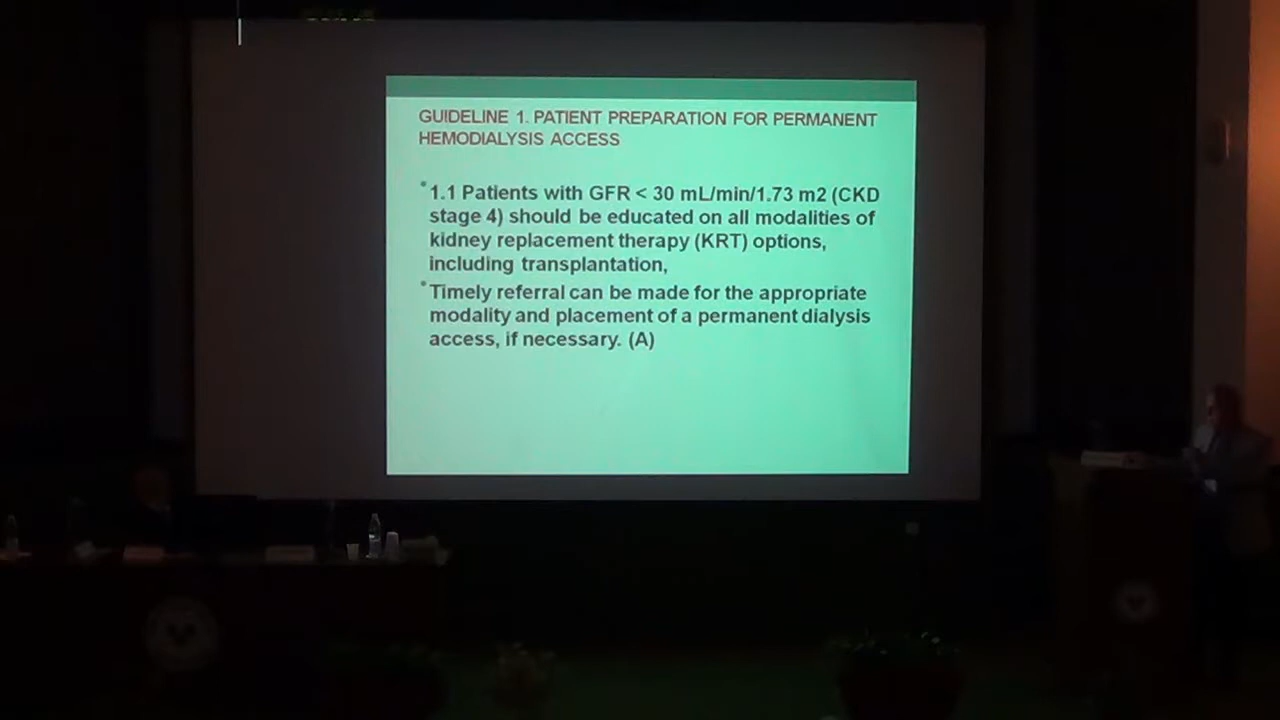 GUIDELINE 1. PATIENT PREPARATION FOR PERMANENT
HEMODIALYSIS ACCESS
1.1 Patients with GFR < 30 mL/min/1.73 m2 (CKD
stage 4) should be educated on all modalities of
kidney replacement therapy (KRT) options,
including transplantation,
Timely referral can be made for the appropriate
modality and placement of a permanent dialysis
access, if necessary. (A)